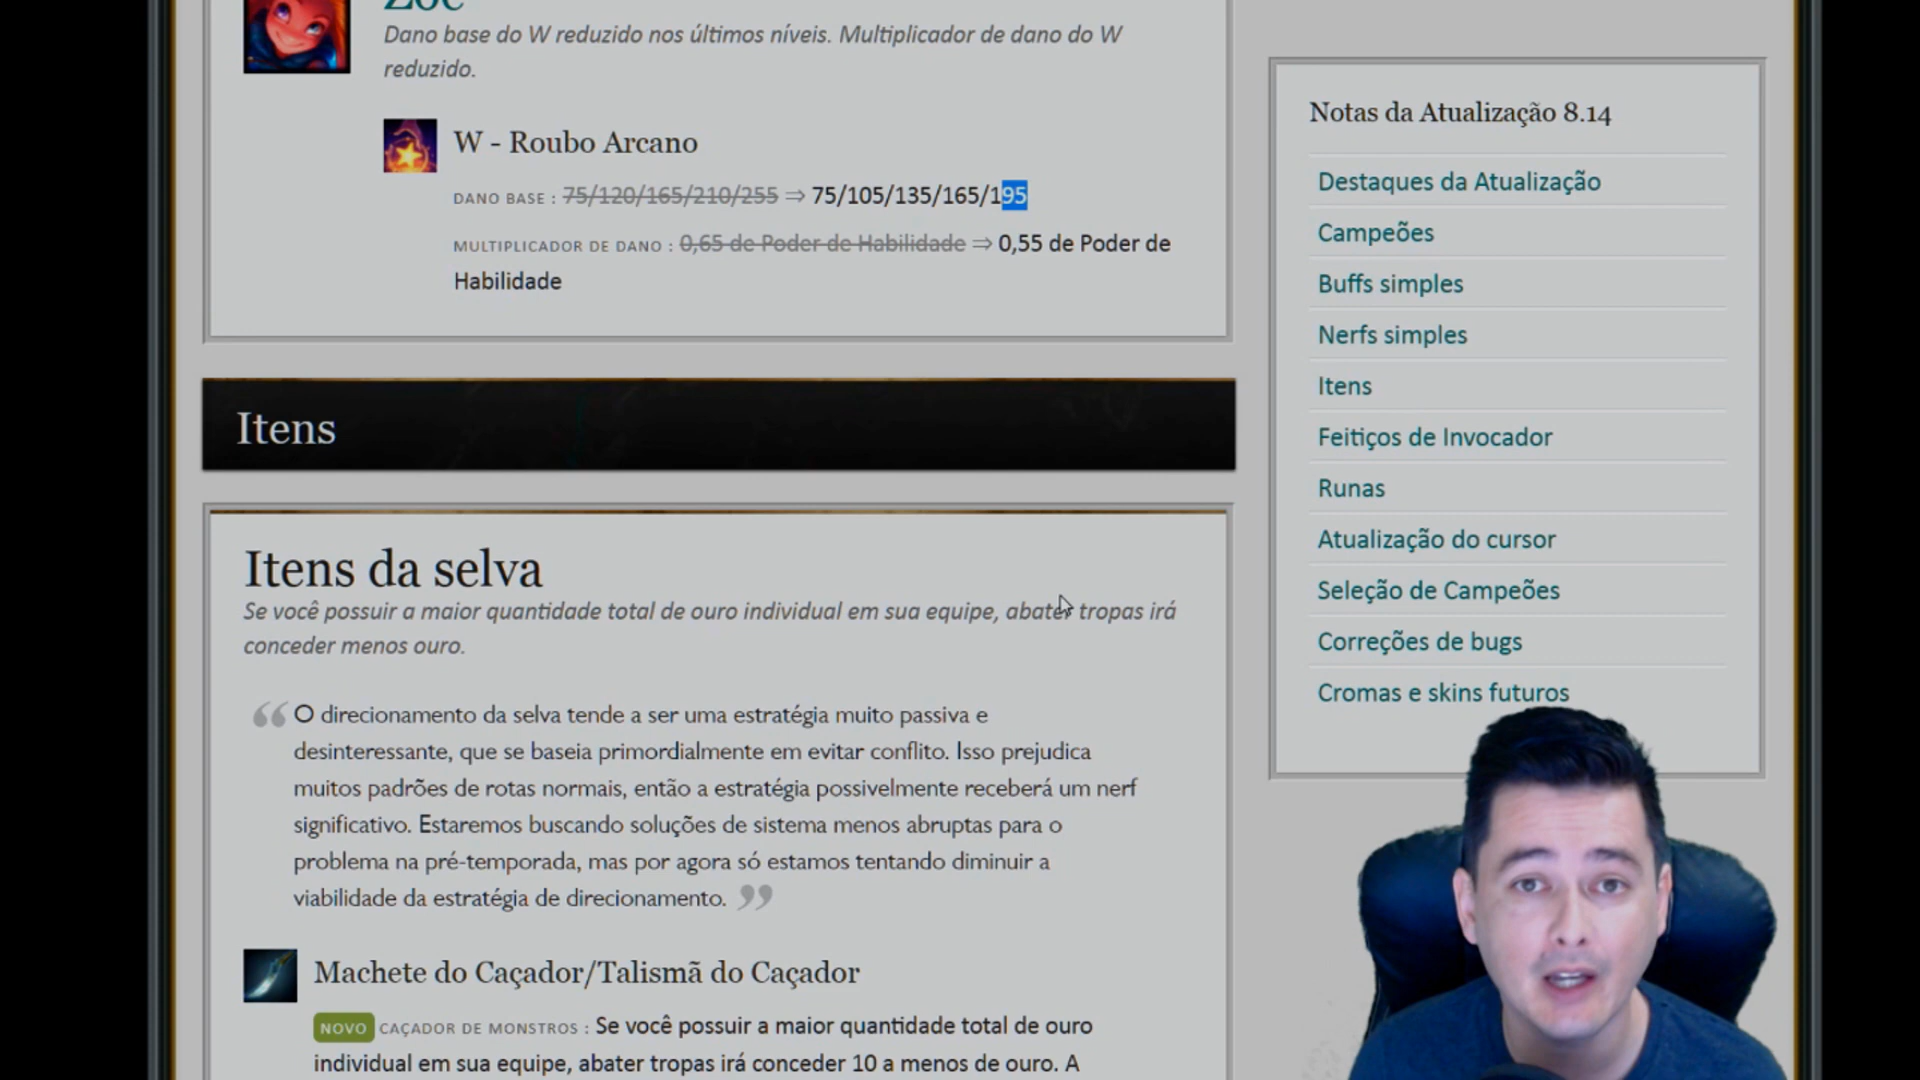 Zoe
Dano base do W reduzido nos últimos níveis. Multiplicador de dano do W
reduzido.
W - Roubo Arcano
DANO BASE : 75/120/165/210/255 ⇒ 75/105/135/165/195
MULTIPLICADOR DE DANO : 0,65 de Poder de Habilidade ⇒ 0,55 de Poder de
Habilidade
Itens
Itens da selva
Se você possuir a maior quantidade total de ouro individual em sua equipe, abater tropas irá
conceder menos ouro.
“ O direcionamento da selva tende a ser uma estratégia muito passiva e
desinteressante, que se baseia primordialmente em evitar conflito. Isso prejudica
muitos padrões de rotas normais, então a estratégia possivelmente receberá um nerf
significativo. Estaremos buscando soluções de sistema menos abruptas para o
problema na pré-temporada, mas por agora só estamos tentando diminuir a
viabilidade da estratégia de direcionamento. ”
Machete do Caçador/Talismã do Caçador
NOVO CAÇADOR DE MONSTROS : Se você possuir a maior quantidade total de ouro
individual em sua equipe, abater tropas irá conceder 10 a menos de ouro. A
Notas da Atualização 8.14
Destaques da Atualização
Campeões
Buffs simples
Nerfs simples
Itens
Feitiços de Invocador
Runas
Atualização do cursor
Seleção de Campeões
Correções de bugs
Cromas e skins futuros